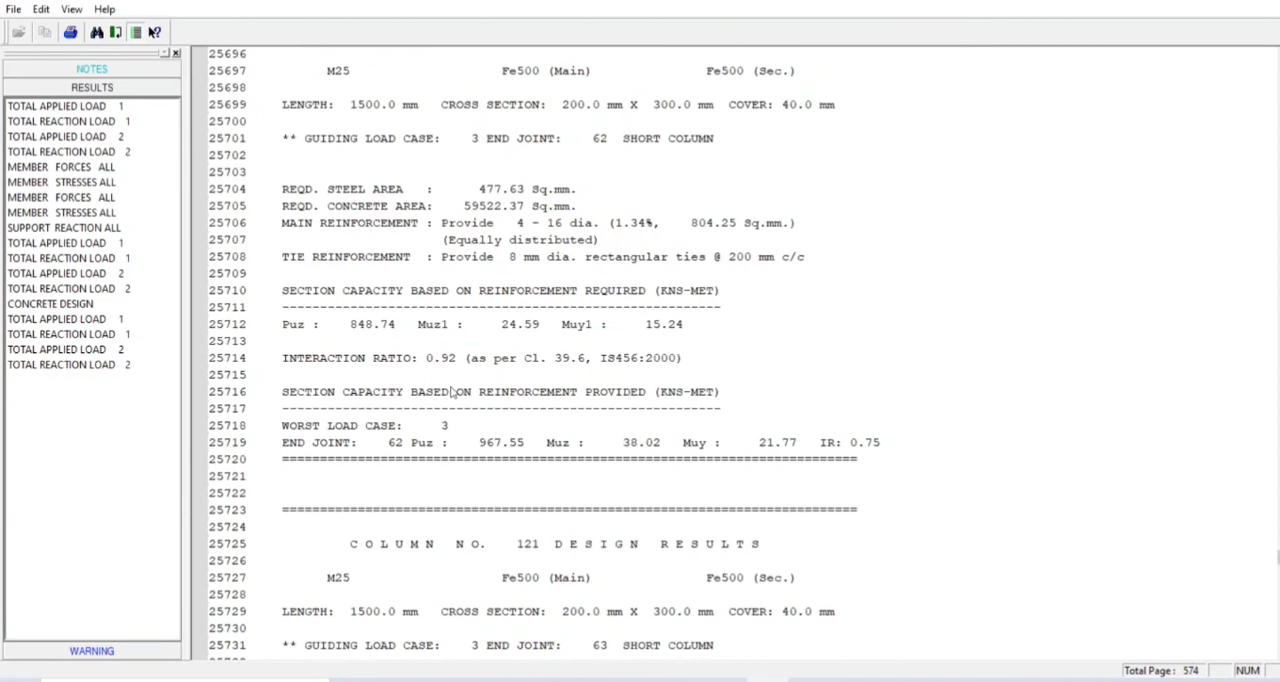 File Edit View Help
NOTES
RESULTS
TOTAL APPLIED LOAD 1
TOTAL REACTION LOAD 1
TOTAL APPLIED LOAD 2
TOTAL REACTION LOAD 2
MEMBER FORCES ALL
MEMBER STRESSES ALL
MEMBER FORCES ALL
MEMBER STRESSES ALL
SUPPORT REACTION ALL
TOTAL APPLIED LOAD 1
TOTAL REACTION LOAD 1
TOTAL APPLIED LOAD 2
TOTAL REACTION LOAD 2
CONCRETE DESIGN
TOTAL APPLIED LOAD 1
TOTAL REACTION LOAD 1
TOTAL APPLIED LOAD 2
TOTAL REACTION LOAD 2
WARNING
25696
25697 M25 Fe500 (Main) Fe500 (Sec.)
25698
25699 LENGTH: 1500.0 mm CROSS SECTION: 200.0 mm X 300.0 mm COVER: 40.0 mm
25700
25701 ** GUIDING LOAD CASE: 3 END JOINT: 62 SHORT COLUMN
25702
25703
25704 REQD. STEEL AREA : 477.63 Sq.mm.
25705 REQD. CONCRETE AREA: 59522.37 Sq.mm.
25706 MAIN REINFORCEMENT : Provide 4 - 16 dia. (1.34%, 804.25 Sq.mm.)
25707 (Equally distributed)
25708 TIE REINFORCEMENT : Provide 8 mm dia. rectangular ties @ 200 mm c/c
25709
25710 SECTION CAPACITY BASED ON REINFORCEMENT REQUIRED (KNS-MET)
25711 ----------------------------------------------------------
25712 Puz : 848.74 Muz1 : 24.59 Muy1 : 15.24
25713
25714 INTERACTION RATIO: 0.92 (as per Cl. 39.6, IS456:2000)
25715
25716 SECTION CAPACITY BASED ON REINFORCEMENT PROVIDED (KNS-MET)
25717 ----------------------------------------------------------
25718 WORST LOAD CASE: 3
25719 END JOINT: 62 Puz : 967.55 Muz : 38.02 Muy : 21.77 IR: 0.75
25720 ============================================================================
25721
25722
25723 ============================================================================
25724
25725 C O L U M N N O. 121 D E S I G N R E S U L T S
25726
25727 M25 Fe500 (Main) Fe500 (Sec.)
25728
25729 LENGTH: 1500.0 mm CROSS SECTION: 200.0 mm X 300.0 mm COVER: 40.0 mm
25730
25731 ** GUIDING LOAD CASE: 3 END JOINT: 63 SHORT COLUMN
Total Page: 574 NUM